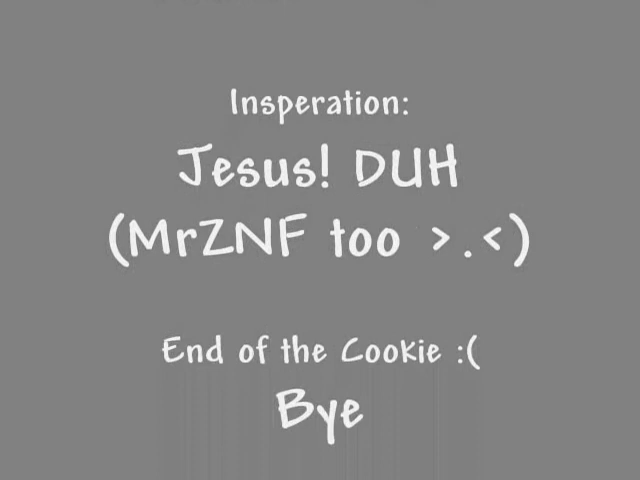 Insperation:
Jesus! DUH
(MrZNF too >.<)
End of the Cookie :(
Bye